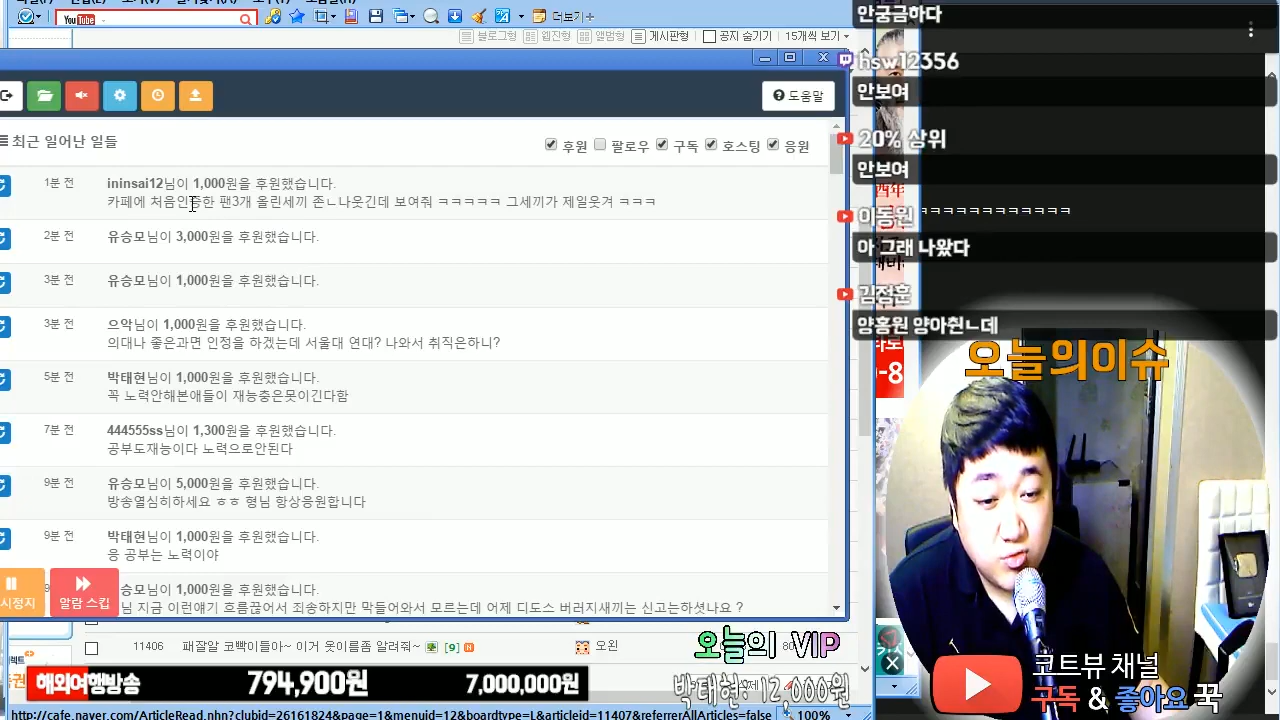 YouTube
더보기
블로그형 웹진형 앨범형 게시판형 공지 숨기기 15개씩 보기
도움말
최근 일어난 일들
후원 팔로우 구독 호스팅 응원
1분 전
ininsai12님이 1,000원을 후원했습니다.
카페에 처음인증한 팬3개 올린세끼 존ㄴ나웃긴데 보여줘 ㅋㅋㅋㅋㅋ 그세끼가 제일웃겨 ㅋㅋㅋ
2분 전
유승모님이 3,000원을 후원했습니다.
3분 전
유승모님이 1,000원을 후원했습니다.
3분 전
으악님이 1,000원을 후원했습니다.
의대나 좋은과면 인정을 하겠는데 서울대 연대? 나와서 취직은하니?
5분 전
박태현님이 1,000원을 후원했습니다.
꼭 노력안해본애들이 재능충은못이긴다함
7분 전
444555ss님이 1,300원을 후원했습니다.
공부도재능이다 노력으로안된다
9분 전
유승모님이 5,000원을 후원했습니다.
방송열심히하세요 ㅎㅎ 형님 항상응원합니다
9분 전
박태현님이 1,000원을 후원했습니다.
응 공부는 노력이야
승모님이 1,000원을 후원했습니다.
님 지금 이런얘기 흐름끊어서 죄송하지만 막들어와서 모르는데 어제 디도스 버러지새끼는 신고는하셧나요 ?
시정지
알람 스킵
11406 패잘알 코빡이들아~ 이거 옷이름좀 알려줘~ [9] 오왼
오늘의 VIP
박태현 12,000원
해외여행방송 794,900원 7,000,000원
http://cafe.naver.com/ArticleRead.nhn?clubid=26161824&page=1&menuid=12&boardtype=L&articleid=11407&referrerAllArticles=false
100%
안궁금하다
hsw12356
안보여
20% 상위
안보여
이동원
ㅋㅋㅋㅋㅋㅋㅋㅋㅋㅋㅋㅋ
아 그래 나왔다
김정훈
양홍원 양아췬ㄴ데
-8
오늘의이슈
코트뷰 채널
구독 & 좋아요 꾹